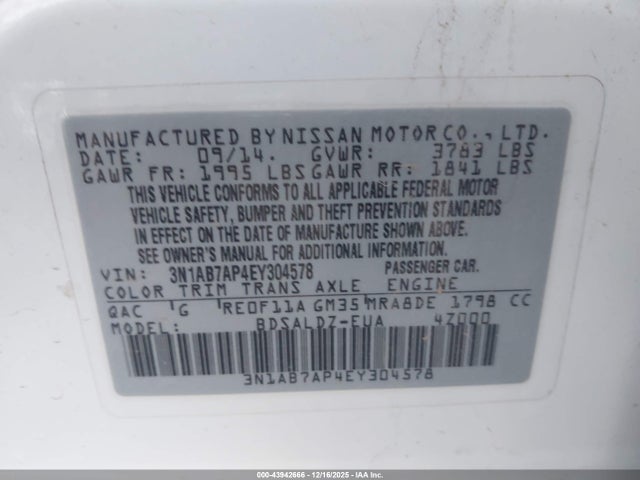 MANUFACTURED BY NISSAN MOTOR CO., LTD.
DATE: 09/14. GVWR: 3783 LBS
GAWR FR: 1995 LBS GAWR RR: 1841 LBS
THIS VEHICLE CONFORMS TO ALL APPLICABLE FEDERAL MOTOR
VEHICLE SAFETY, BUMPER AND THEFT PREVENTION STANDARDS
IN EFFECT ON THE DATE OF MANUFACTURE SHOWN ABOVE.
SEE OWNER'S MANUAL FOR ADDITIONAL INFORMATION.
VIN: 3N1AB7AP4EY304578 PASSENGER CAR.
COLOR TRIM TRANS AXLE ENGINE
QAC G RE0F11A GM35 MRA8DE 1798 CC
MODEL: BDSALDZ-EUA 4Z000
3N1AB7AP4EY304578
000-43942666 - 12/16/2025 - IAA Inc.